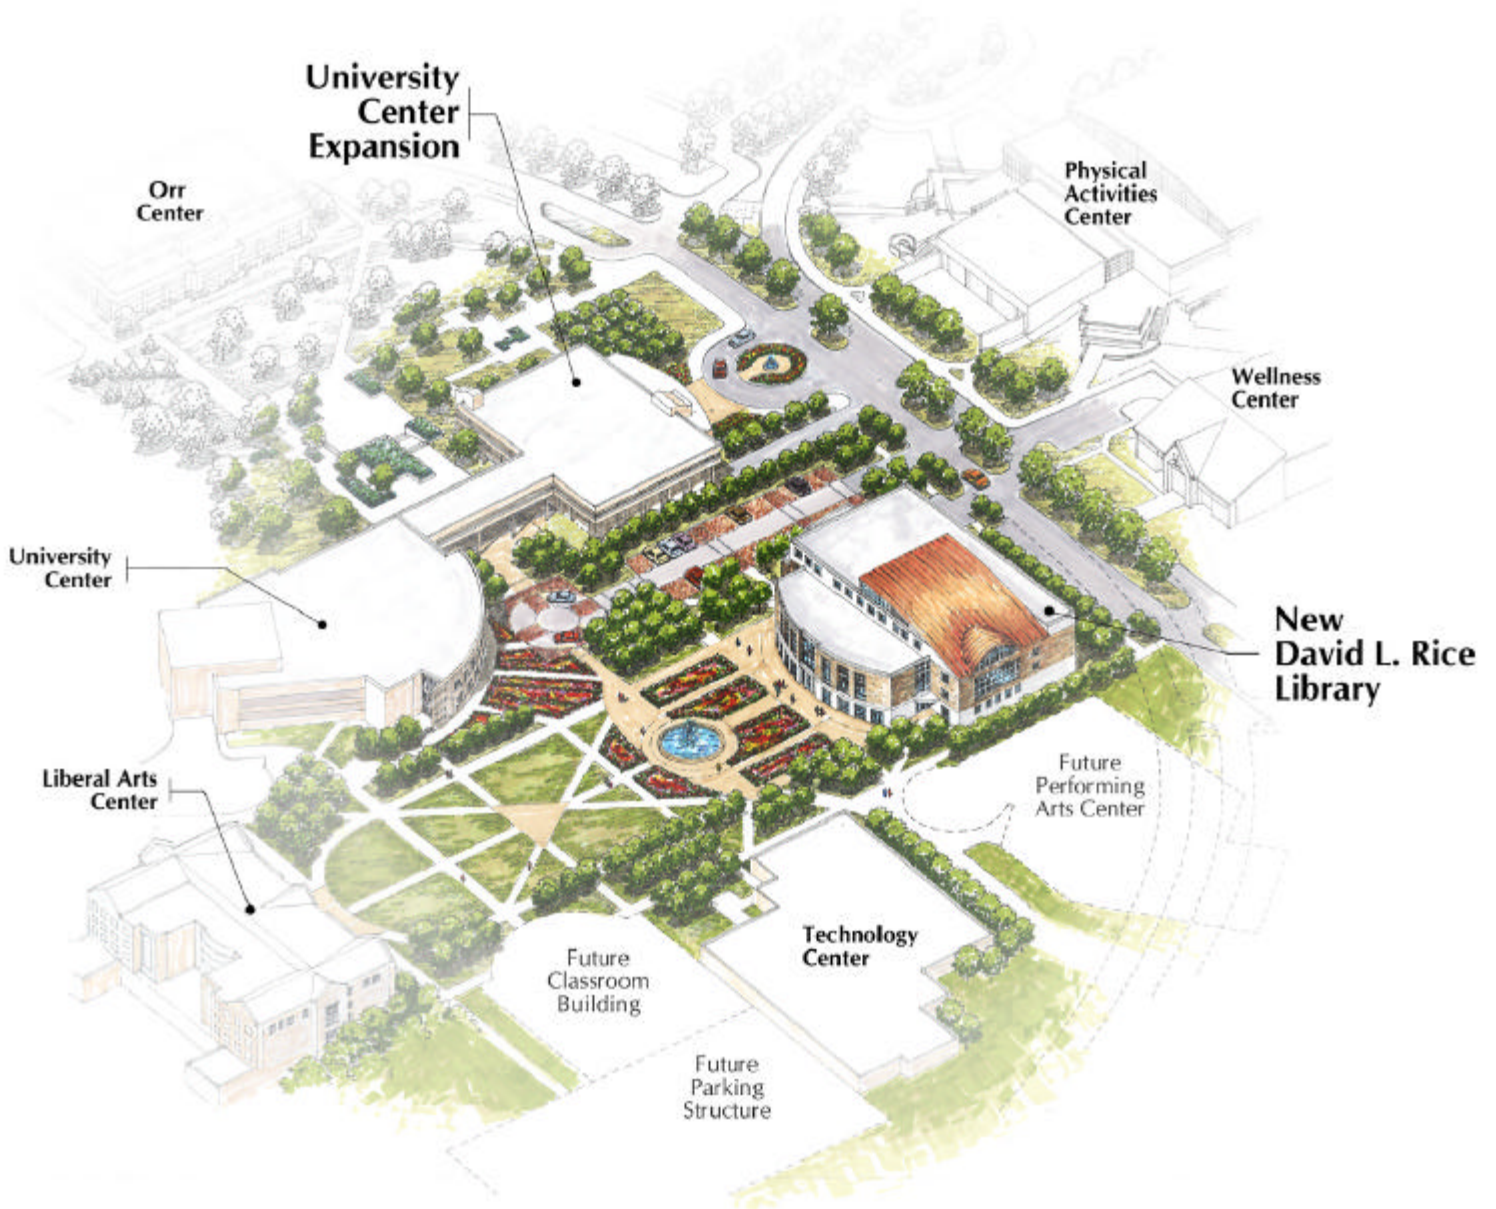 University
Center
Expansion
Orr
Center
Physical
Activities
Center
Wellness
Center
University
Center
New
David L. Rice
Library
Liberal Arts
Center
Future
Performing
Arts Center
Technology
Center
Future
Classroom
Building
Future
Parking
Structure